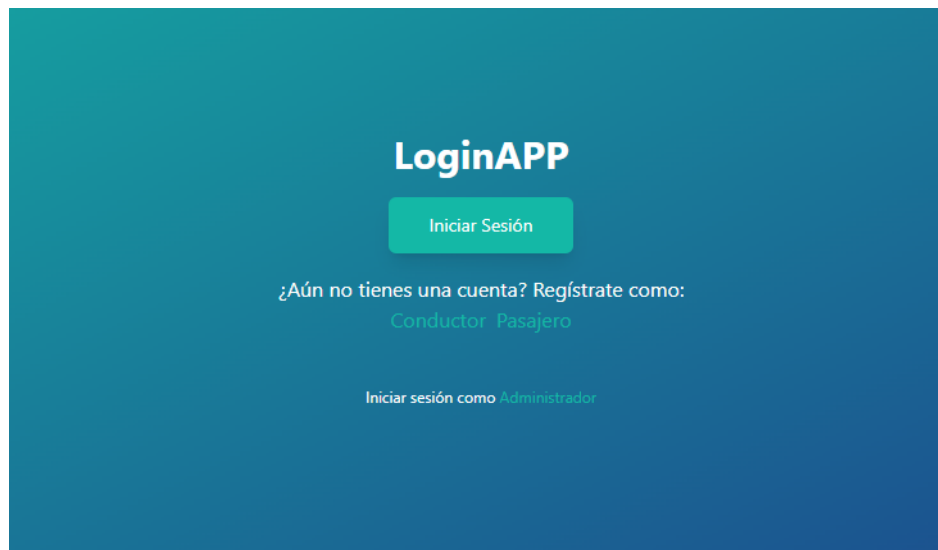 LoginAPP
Iniciar Sesión
¿Aún no tienes una cuenta? Regístrate como:
Conductor Pasajero
Iniciar sesión como Administrador